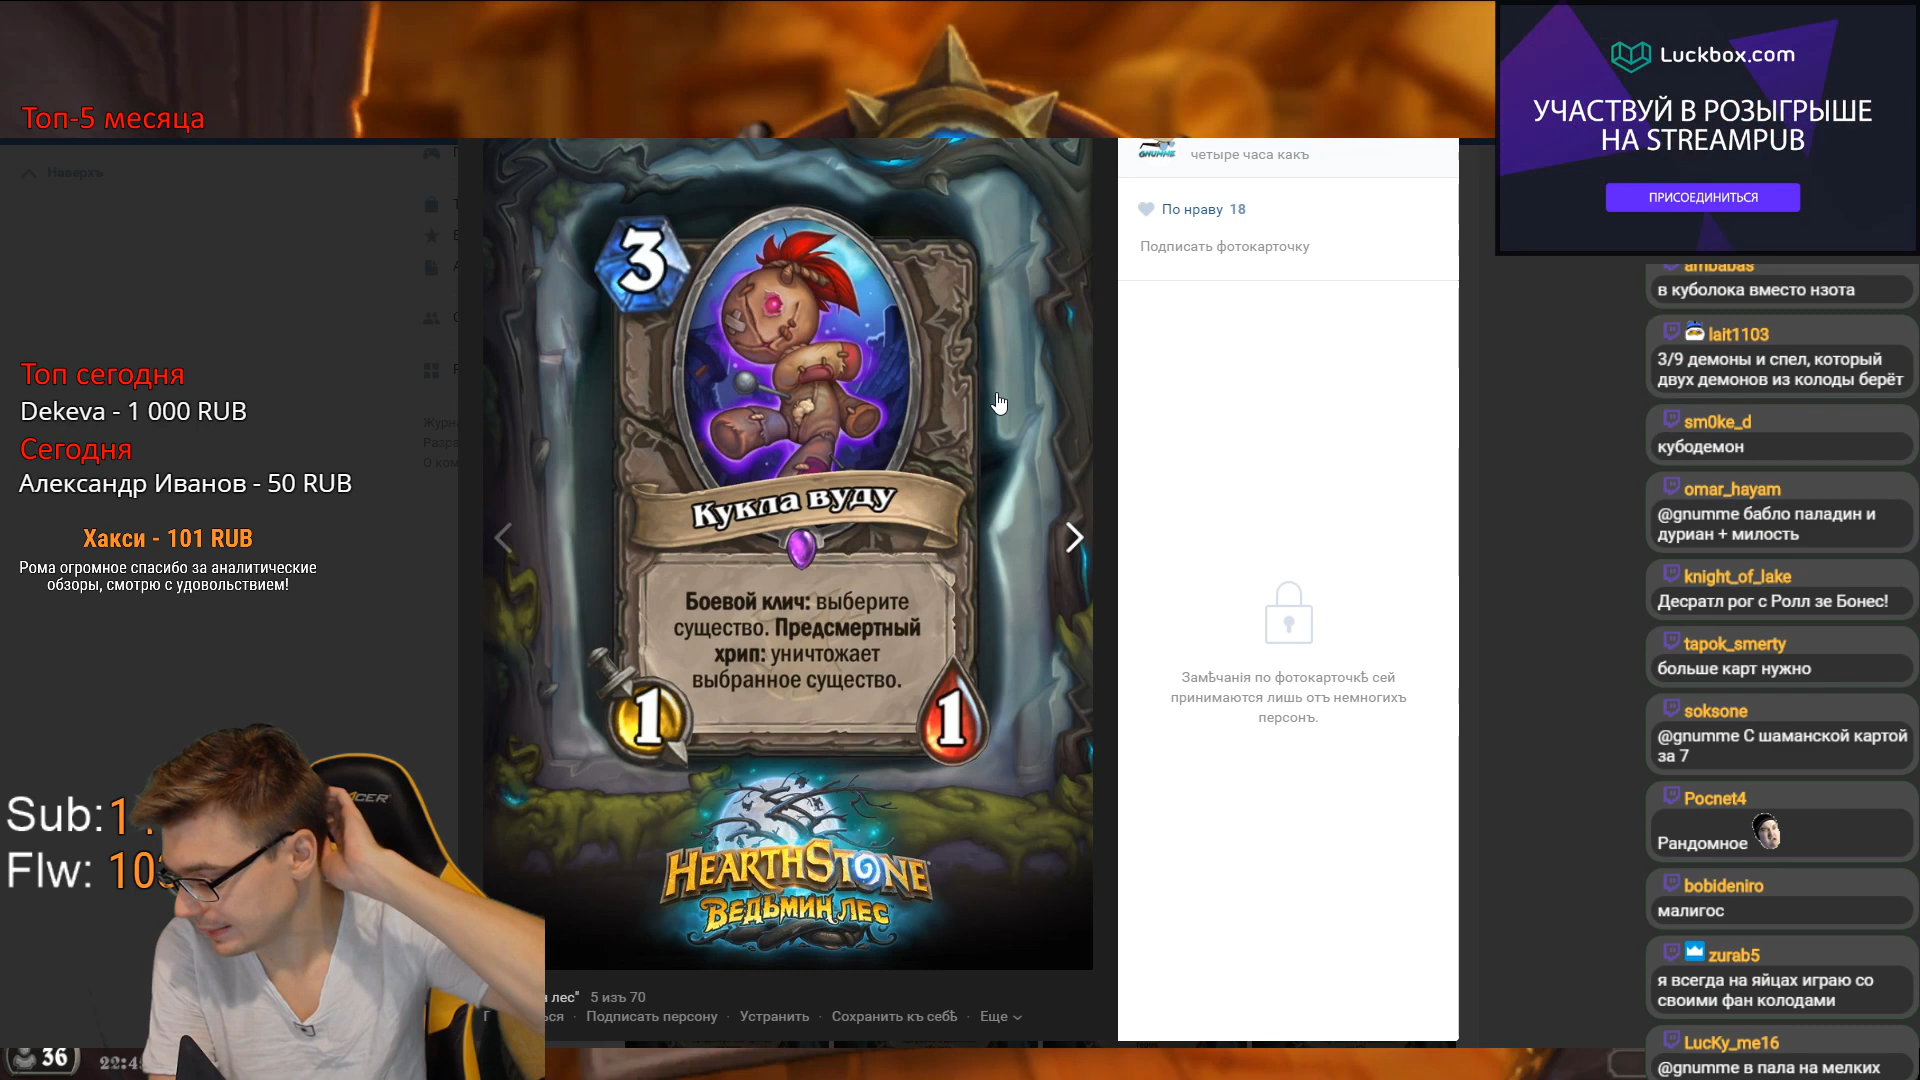 Топ-5 месяца
Наверхъ
Топ сегодня
Dekeva - 1 000 RUB
Сегодня
Александр Иванов - 50 RUB
Хакси - 101 RUB
Рома огромное спасибо за аналитические
обзоры, смотрю с удовольствием!
Sub:
Flw:
36
3
Кукла вуду
Боевой клич: выберите
существо. Предсмертный
хрип: уничтожает
выбранное существо.
1
1
HEARTHSTONE
ВЕДЬМИН ЛЕС
лес" 5 изъ 70
Подписать персону · Устранить · Сохранить къ себѣ · Еще
GNUMME
четыре часа какъ
По нраву 18
Подписать фотокарточку
Замѣчанія по фотокарточкѣ сей
принимаются лишь отъ немногихъ
персонъ.
Luckbox.com
УЧАСТВУЙ В РОЗЫГРЫШЕ
НА STREAMPUB
ПРИСОЕДИНИТЬСЯ
ambabas
в куболока вместо нзота
lait1103
3/9 демоны и спел, который
двух демонов из колоды берёт
sm0ke_d
кубодемон
omar_hayam
@gnumme бабло паладин и
дуриан + милость
knight_of_lake
Десратл рог с Ролл зе Бонес!
tapok_smerty
больше карт нужно
soksone
@gnumme С шаманской картой
за 7
Pocnet4
Рандомное
bobideniro
малигос
zurab5
я всегда на яйцах играю со
своими фан колодами
LucKy_me16
@gnumme в пала на мелких